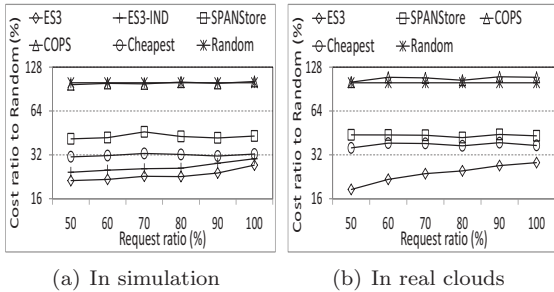 ES3 ES3-IND SPANStore
COPS Cheapest Random
Cost ratio to Random (%)
128
64
32
16
50 60 70 80 90 100
Request ratio (%)
(a) In simulation
ES3 SPANStore COPS
Cheapest Random
Cost ratio to Random (%)
128
64
32
16
50 60 70 80 90 100
Request ratio (%)
(b) In real clouds